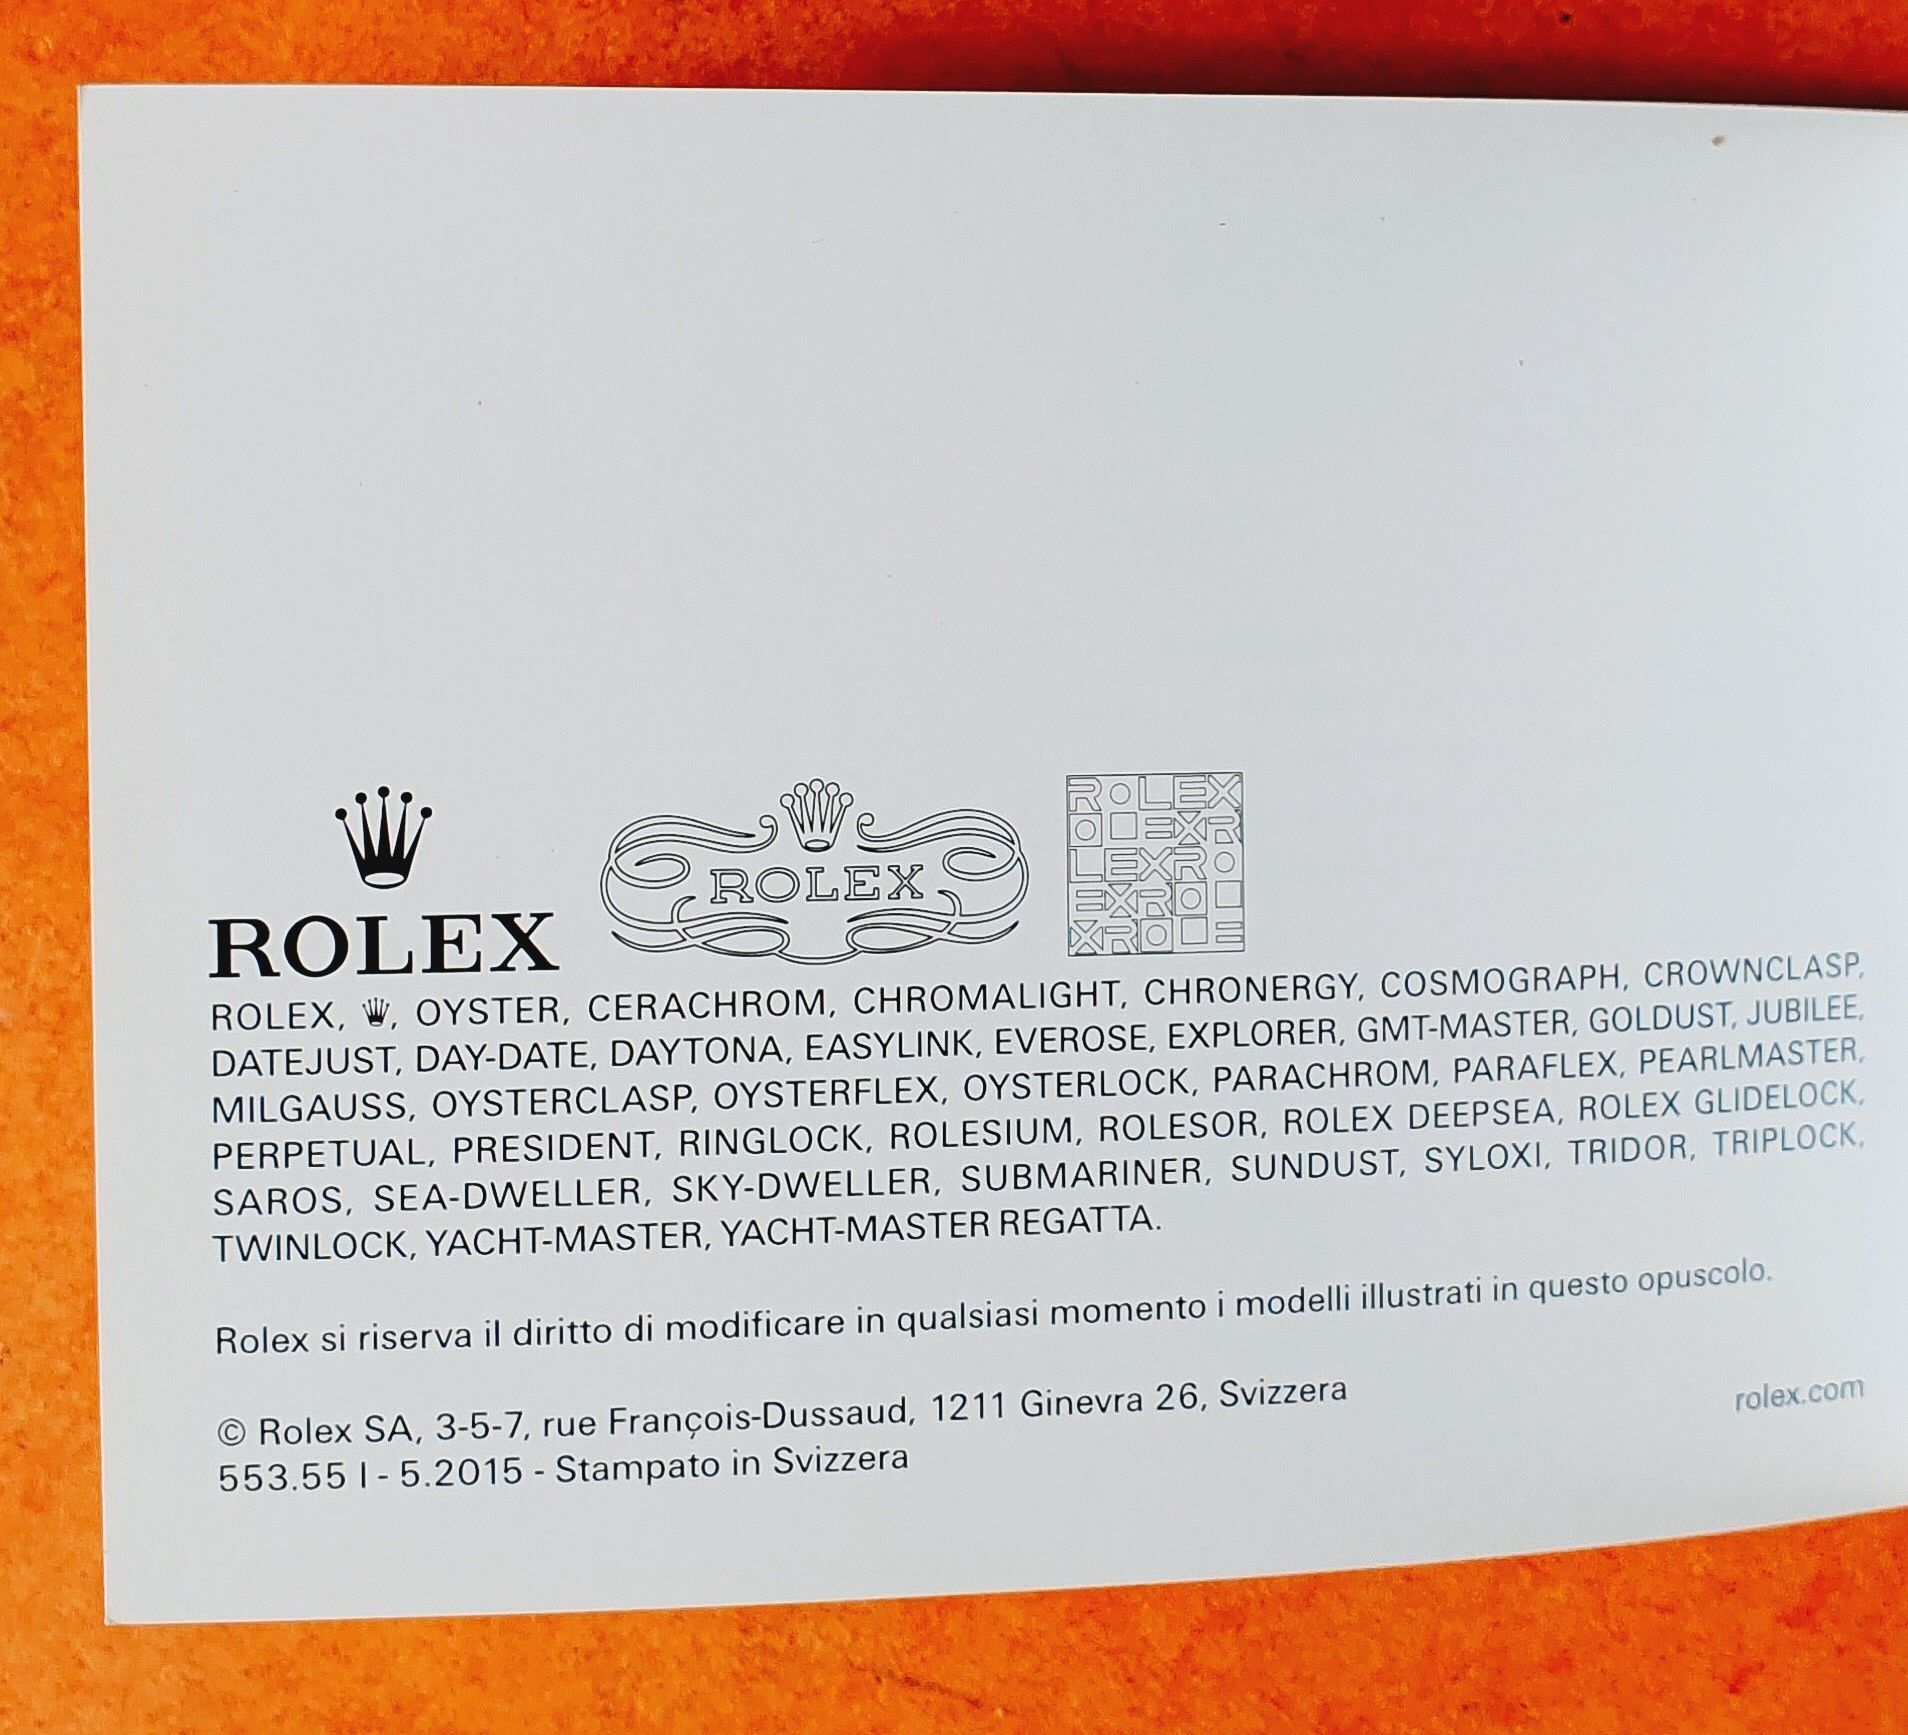 ROLEX
ROLEX
ROLEX
OLEXR
LEXRO
EXROL
XROLE
ROLEX, , OYSTER, CERACHROM, CHROMALIGHT, CHRONERGY, COSMOGRAPH, CROWNCLASP,
DATEJUST, DAY-DATE, DAYTONA, EASYLINK, EVEROSE, EXPLORER, GMT-MASTER, GOLDUST, JUBILEE,
MILGAUSS, OYSTERCLASP, OYSTERFLEX, OYSTERLOCK, PARACHROM, PARAFLEX, PEARLMASTER,
PERPETUAL, PRESIDENT, RINGLOCK, ROLESIUM, ROLESOR, ROLEX DEEPSEA, ROLEX GLIDELOCK,
SAROS, SEA-DWELLER, SKY-DWELLER, SUBMARINER, SUNDUST, SYLOXI, TRIDOR, TRIPLOCK,
TWINLOCK, YACHT-MASTER, YACHT-MASTER REGATTA.
Rolex si riserva il diritto di modificare in qualsiasi momento i modelli illustrati in questo opuscolo.
© Rolex SA, 3-5-7, rue François-Dussaud, 1211 Ginevra 26, Svizzera
553.55 I - 5.2015 - Stampato in Svizzera
rolex.com